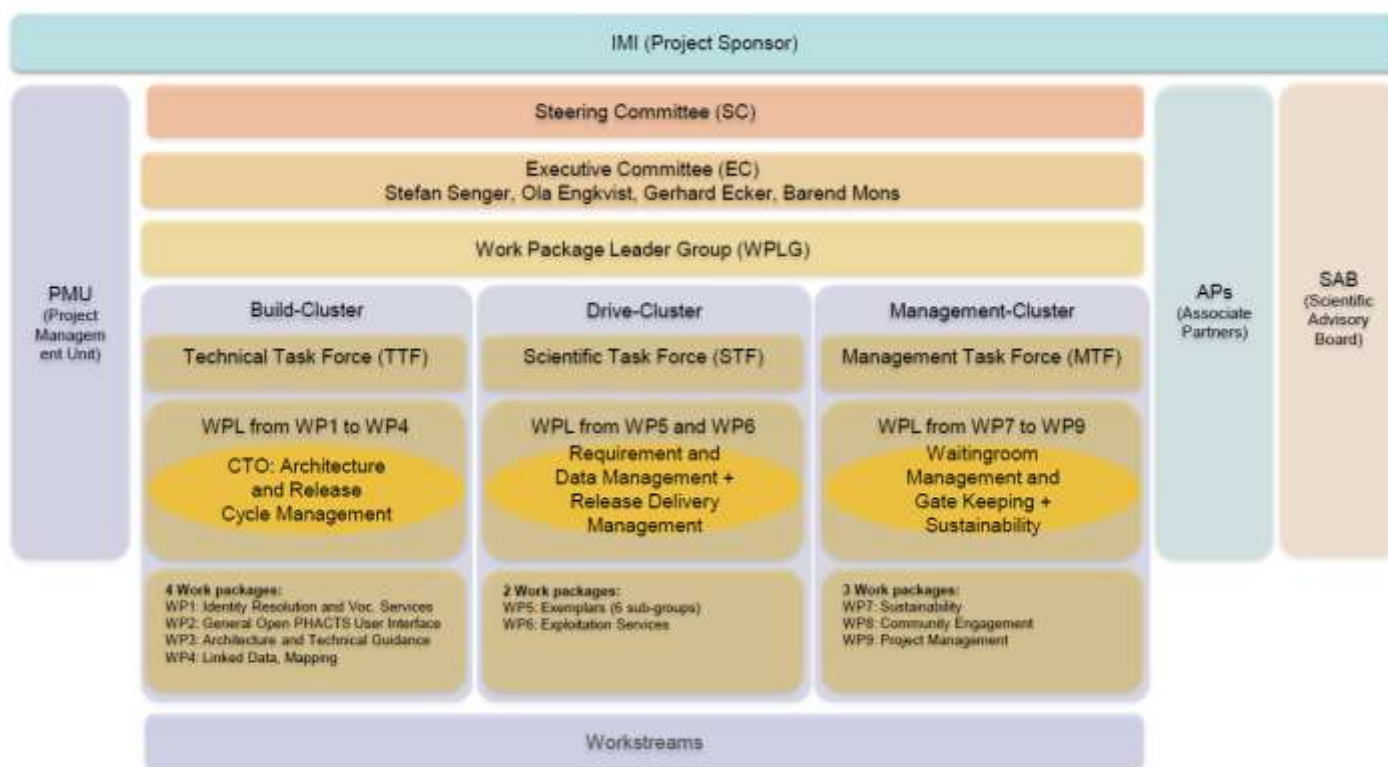 IMI (Project Sponsor)
Steering Committee (SC)
Executive Committee (EC)
Stefan Senger, Ola Engkvist, Gerhard Ecker, Barend Mons
Work Package Leader Group (WPLG)
PMU
(Project
Managem
ent Unit)
Build-Cluster
Technical Task Force (TTF)
WPL from WP1 to WP4
CTO: Architecture
and Release
Cycle Management
4 Work packages:
WP1: Identity Resolution and Voc. Services
WP2: General Open PHACTS User Interface
WP3: Architecture and Technical Guidance
WP4: Linked Data, Mapping
Drive-Cluster
Scientific Task Force (STF)
WPL from WP5 and WP6
Requirement and
Data Management +
Release Delivery
Management
2 Work packages:
WP5: Exemplars (6 sub-groups)
WP6: Exploitation Services
Management-Cluster
Management Task Force (MTF)
WPL from WP7 to WP9
Waitingroom
Management and
Gate Keeping +
Sustainability
3 Work packages:
WP7: Sustainability
WP8: Community Engagement
WP9: Project Management
APs
(Associate
Partners)
SAB
(Scientific
Advisory
Board)
Workstreams